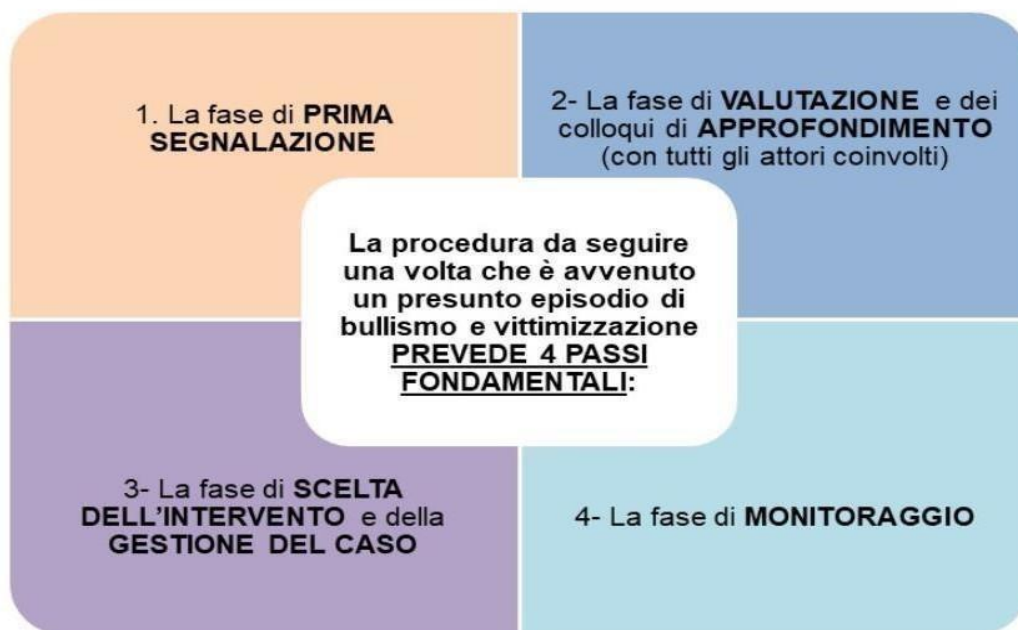 1. La fase di PRIMA
SEGNALAZIONE
2- La fase di VALUTAZIONE e dei
colloqui di APPROFONDIMENTO
(con tutti gli attori coinvolti)
La procedura da seguire
una volta che è avvenuto
un presunto episodio di
bullismo e vittimizzazione
PREVEDE 4 PASSI
FONDAMENTALI:
3- La fase di SCELTA
DELL'INTERVENTO e della
GESTIONE DEL CASO
4- La fase di MONITORAGGIO